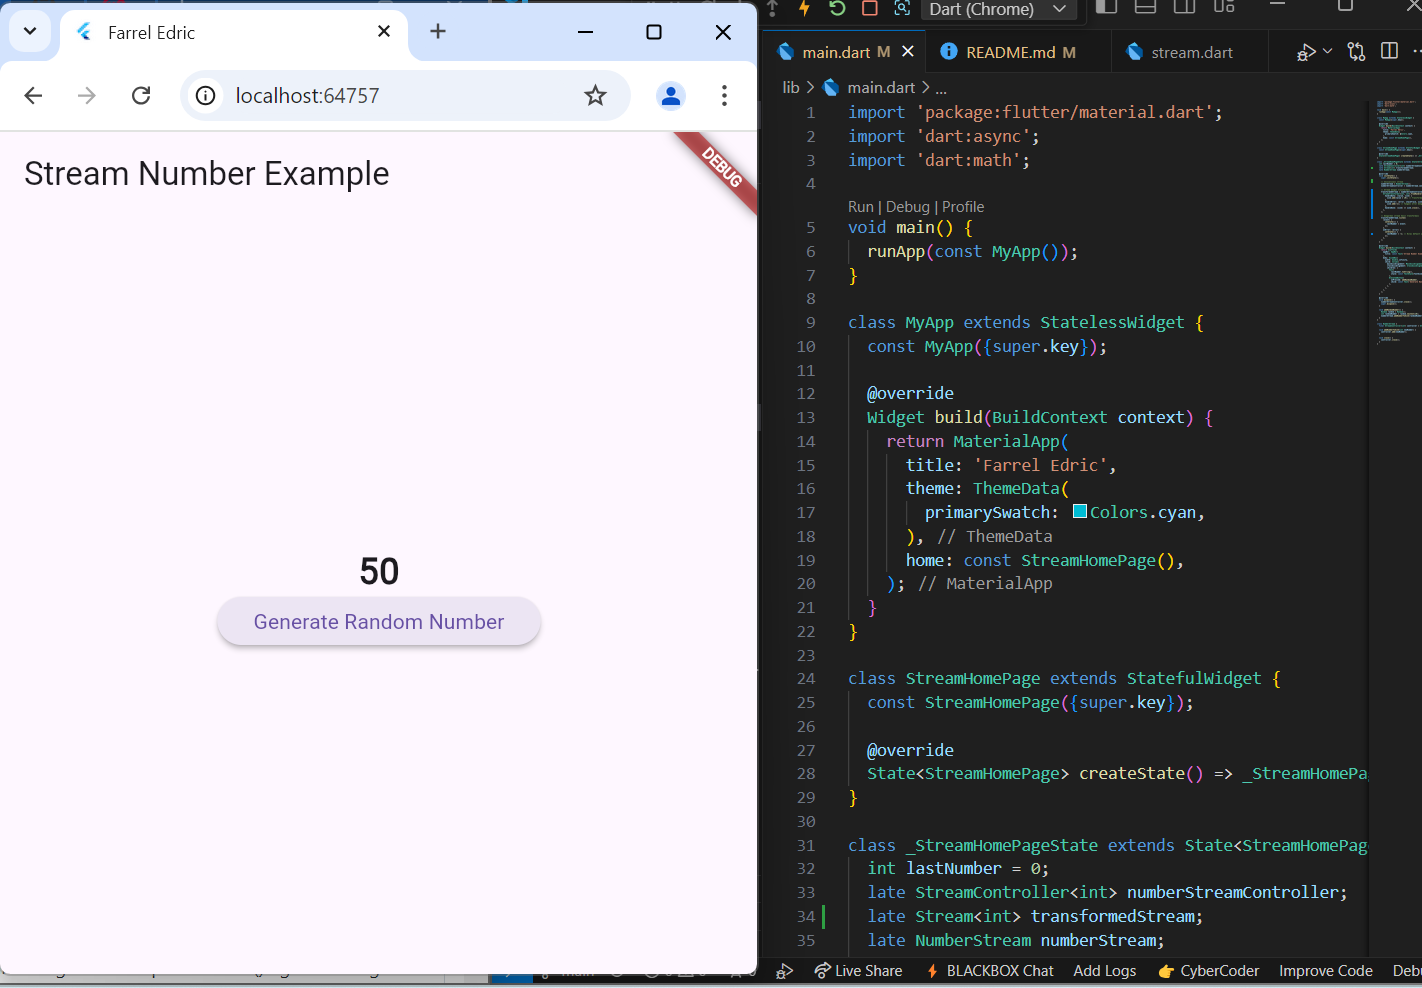 Farrel Edric
localhost:64757
Stream Number Example
DEBUG
50
Generate Random Number
Dart (Chrome)
main.dart M
README.md M
stream.dart
lib > main.dart > ...
1 import 'package:flutter/material.dart';
2 import 'dart:async';
3 import 'dart:math';
4
Run | Debug | Profile
5 void main() {
6 runApp(const MyApp());
7 }
8
9 class MyApp extends StatelessWidget {
10 const MyApp({super.key});
11
12 @override
13 Widget build(BuildContext context) {
14 return MaterialApp(
15 title: 'Farrel Edric',
16 theme: ThemeData(
17 primarySwatch: Colors.cyan,
18 ), // ThemeData
19 home: const StreamHomePage(),
20 ); // MaterialApp
21 }
22 }
23
24 class StreamHomePage extends StatefulWidget {
25 const StreamHomePage({super.key});
26
27 @override
28 State<StreamHomePage> createState() => _StreamHomePa
29 }
30
31 class _StreamHomePageState extends State<StreamHomePag
32 int lastNumber = 0;
33 late StreamController<int> numberStreamController;
34 late Stream<int> transformedStream;
35 late NumberStream numberStream;
Live Share
BLACKBOX Chat
Add Logs
CyberCoder
Improve Code
Debu